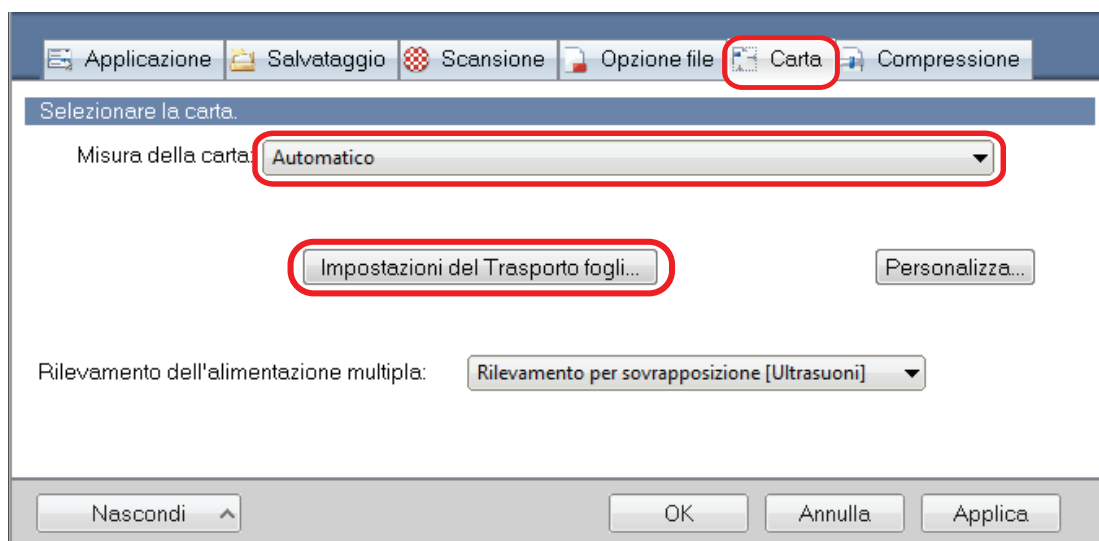 Applicazione Salvataggio Scansione Opzione file Carta Compressione
Selezionare la carta.
Misura della carta: Automatico
Impostazioni del Trasporto fogli... Personalizza...
Rilevamento dell'alimentazione multipla: Rilevamento per sovrapposizione [Ultrasuoni]
Nascondi OK Annulla Applica